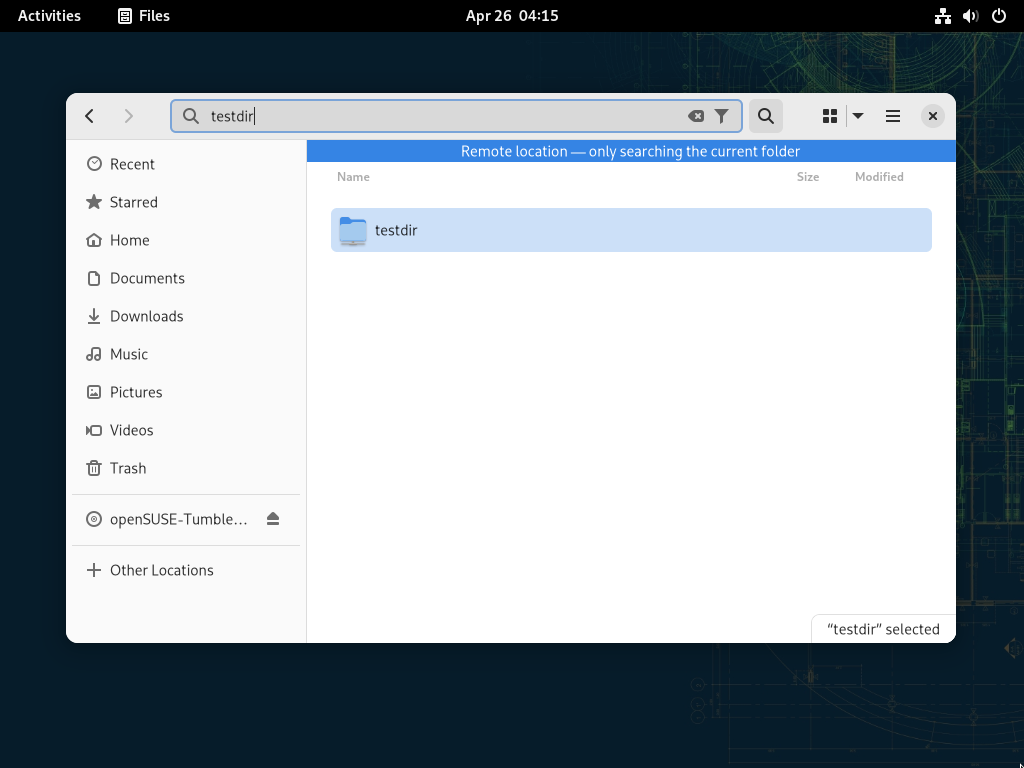 Activities Files Apr 26 04:15
testdir
Remote location — only searching the current folder
Name Size Modified
testdir
Recent
Starred
Home
Documents
Downloads
Music
Pictures
Videos
Trash
openSUSE-Tumble…
Other Locations
“testdir” selected